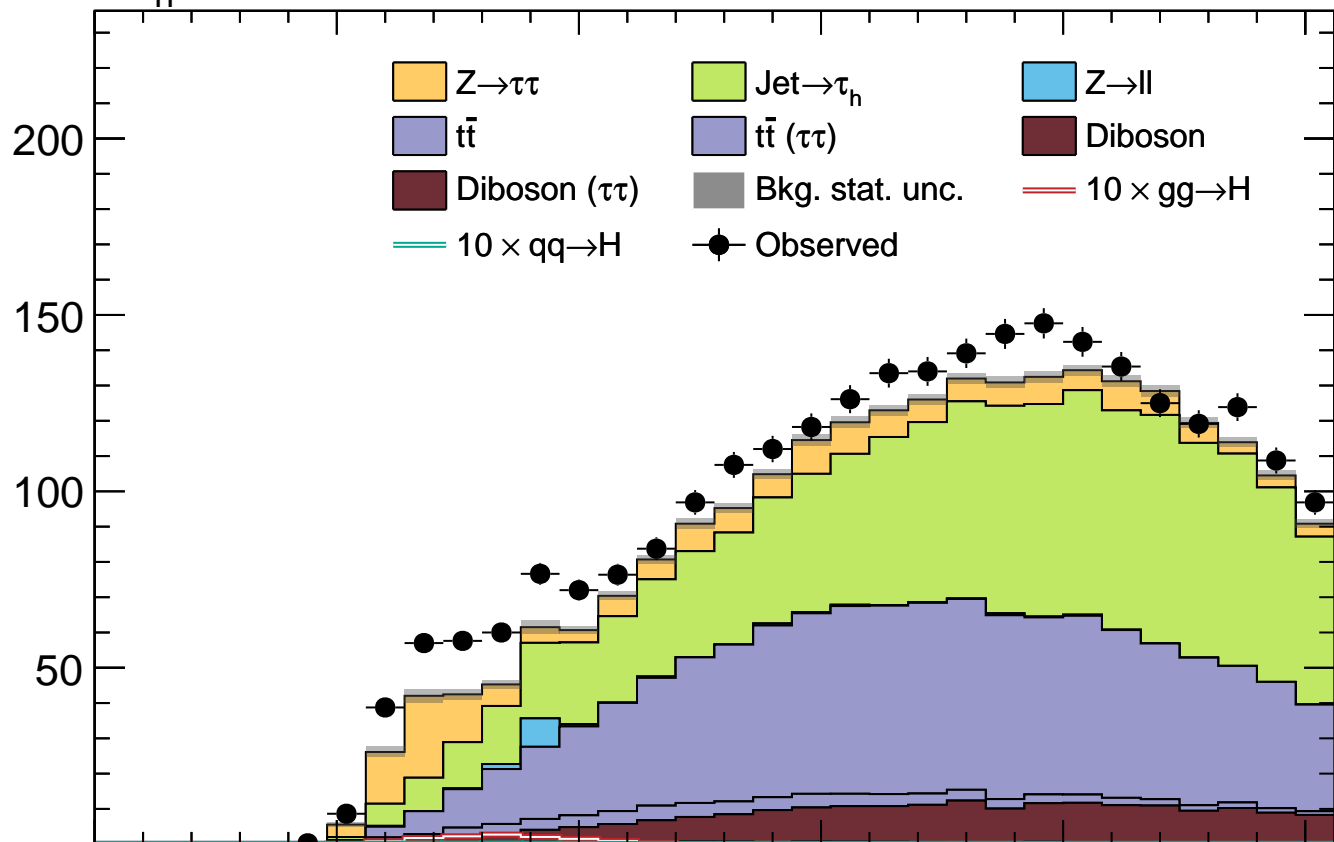 H
Z→ττ Jet→τh Z→ll
200
tt̄ tt̄ (ττ) Diboson
Diboson (ττ) Bkg. stat. unc. 10 × gg→H
10 × qq→H Observed
150
100
50